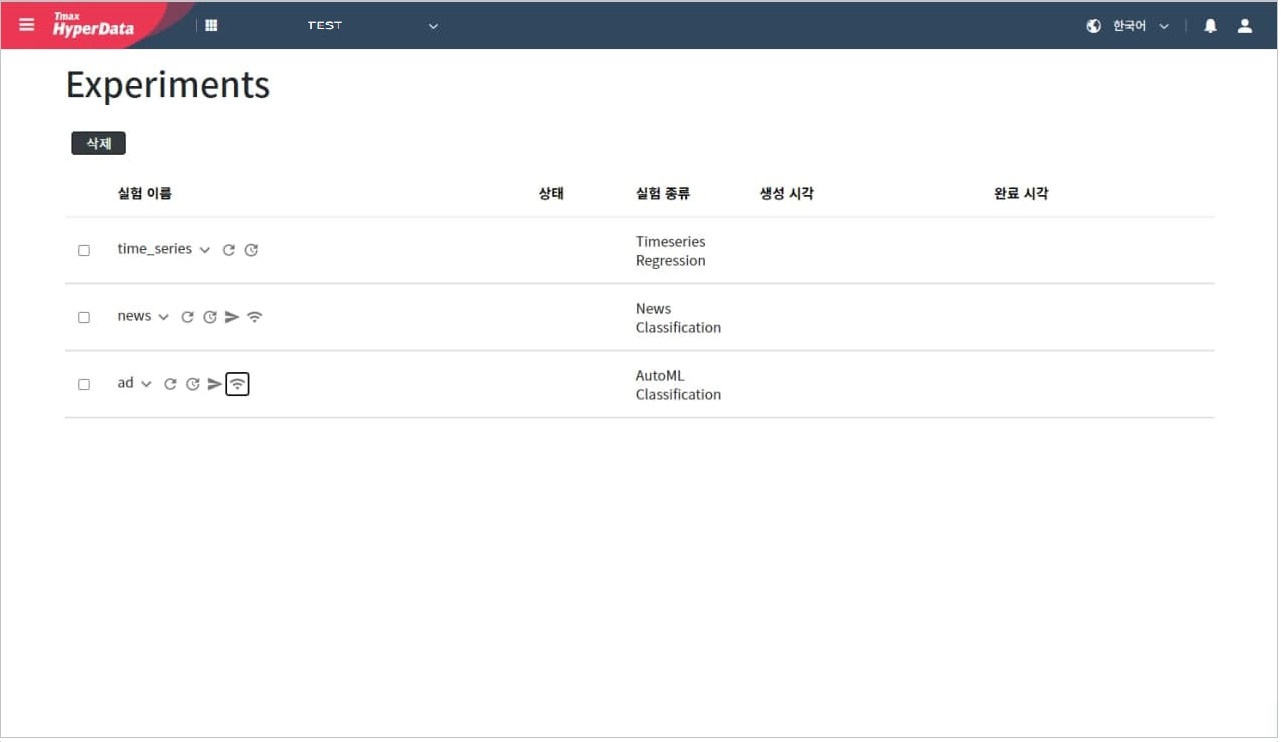 Tmax
HyperData
TEST
한국어
Experiments
삭제
실험 이름 상태 실험 종류 생성 시각 완료 시각
time_series Timeseries
Regression
news News
Classification
ad AutoML
Classification